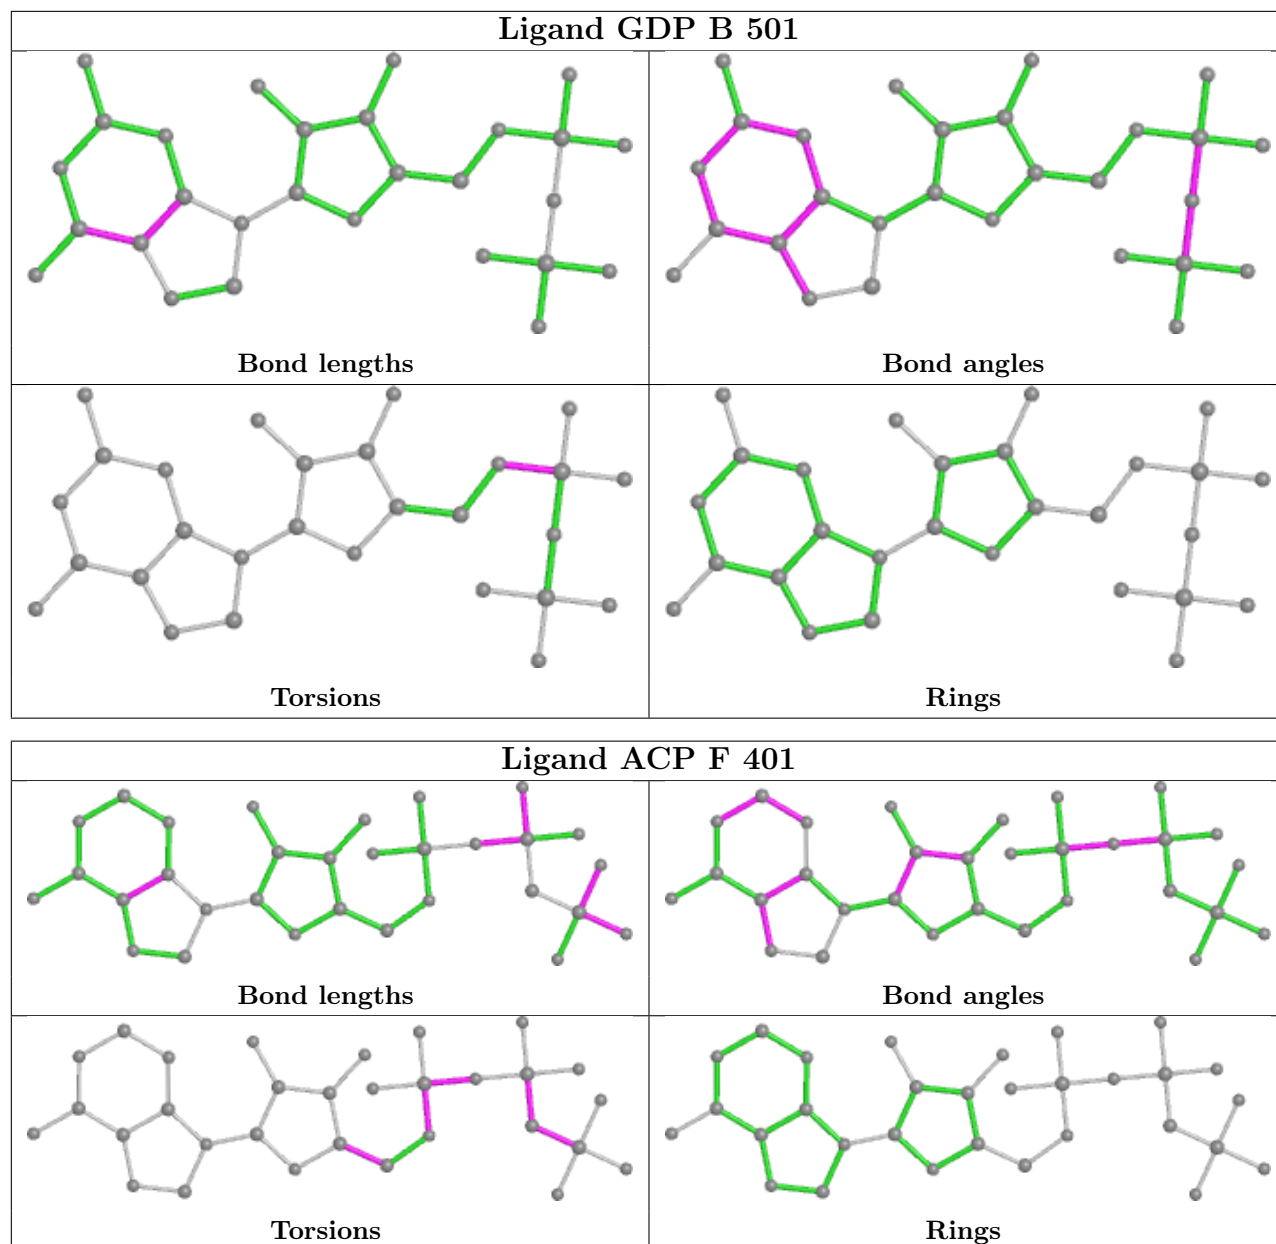 Ligand GDP B 501
Bond lengths
Bond angles
Torsions
Rings
Ligand ACP F 401
Bond lengths
Bond angles
Torsions
Rings